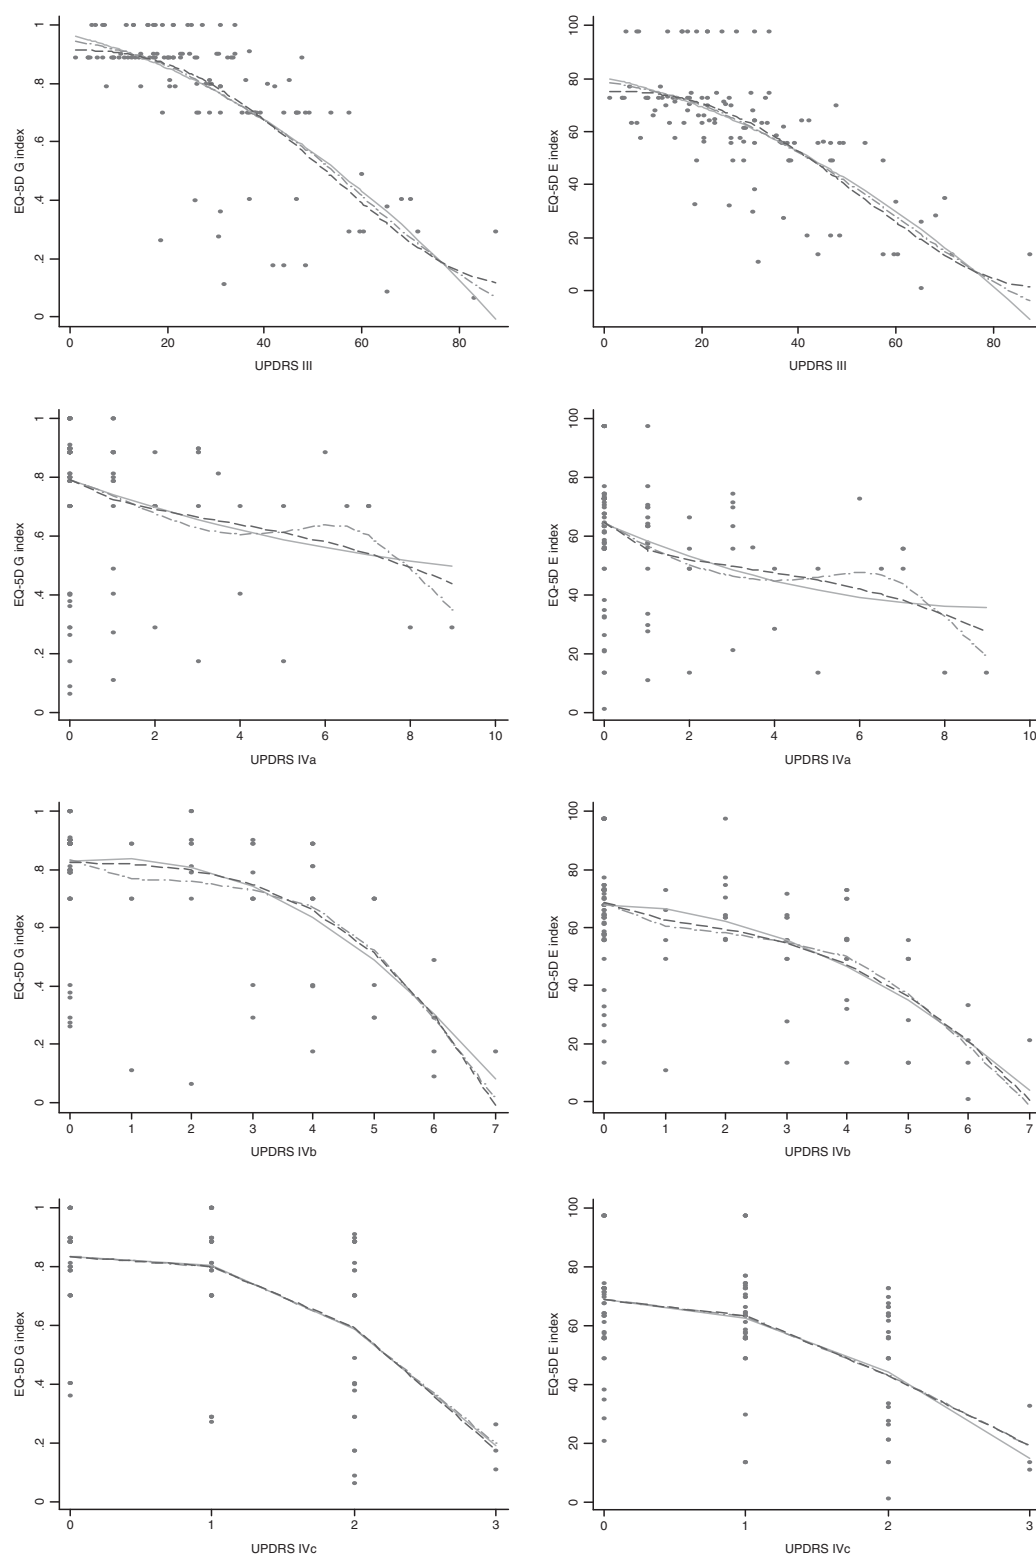 EQ-5D G index
1
.8
.6
.4
.2
0
0 20 40 60 80
UPDRS III
EQ-5D E index
100
80
60
40
20
0
0 20 40 60 80
UPDRS III
EQ-5D G index
1
.8
.6
.4
.2
0
0 2 4 6 8 10
UPDRS IVa
EQ-5D E index
100
80
60
40
20
0
0 2 4 6 8 10
UPDRS IVa
EQ-5D G index
1
.8
.6
.4
.2
0
0 1 2 3 4 5 6 7
UPDRS IVb
EQ-5D E index
100
80
60
40
20
0
0 1 2 3 4 5 6 7
UPDRS IVb
EQ-5D G index
1
.8
.6
.4
.2
0
0 1 2 3
UPDRS IVc
EQ-5D E index
100
80
60
40
20
0
0 1 2 3
UPDRS IVc